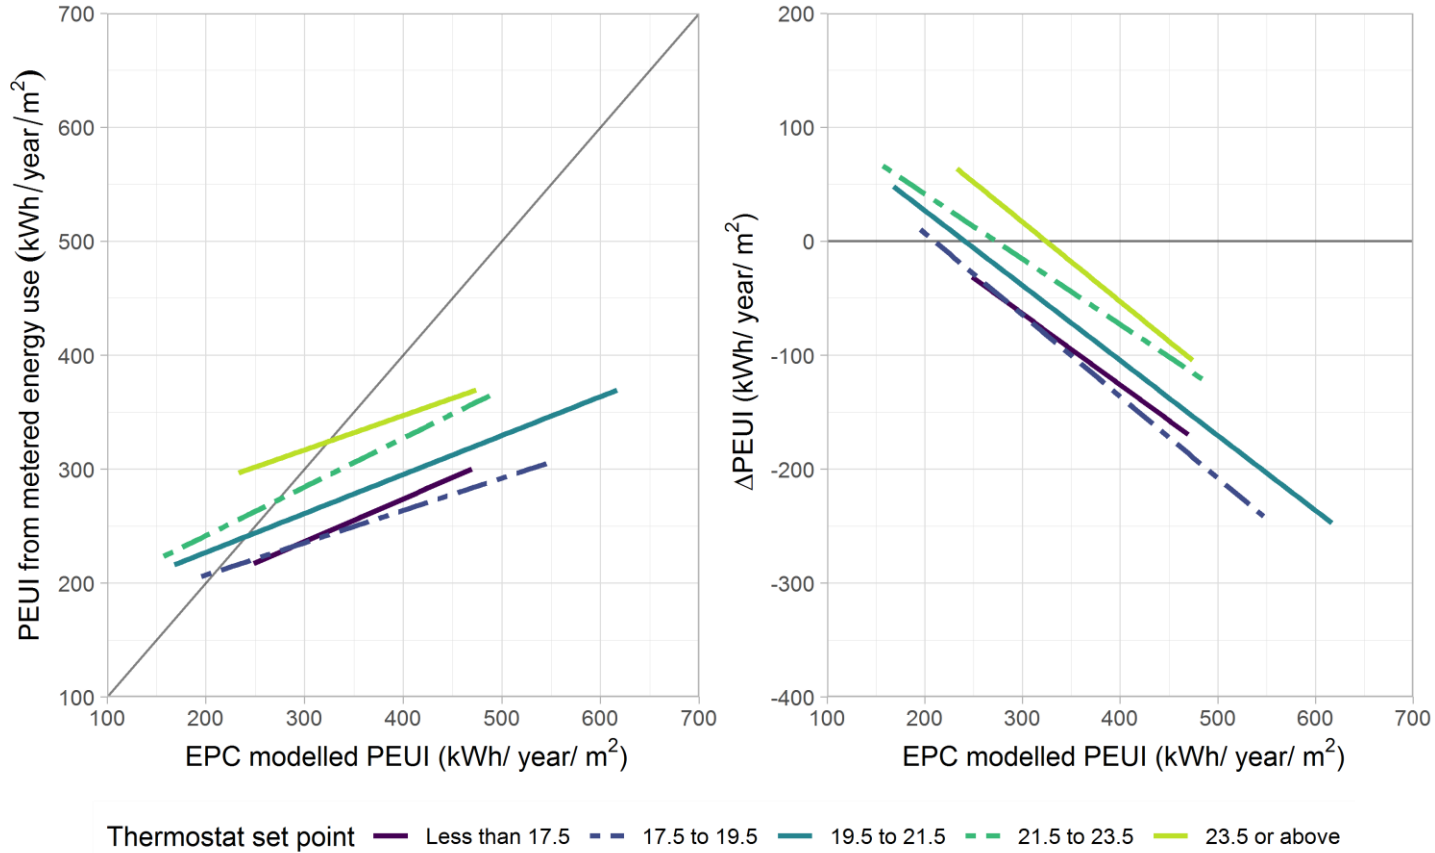 700
600
500
400
300
200
100
100 200 300 400 500 600 700
PEUI from metered energy use (kWh/year/m²)
EPC modelled PEUI (kWh/ year/ m²)
200
100
0
-100
-200
-300
-400
100 200 300 400 500 600 700
ΔPEUI (kWh/ year/ m²)
EPC modelled PEUI (kWh/ year/ m²)
Thermostat set point Less than 17.5 17.5 to 19.5 19.5 to 21.5 21.5 to 23.5 23.5 or above